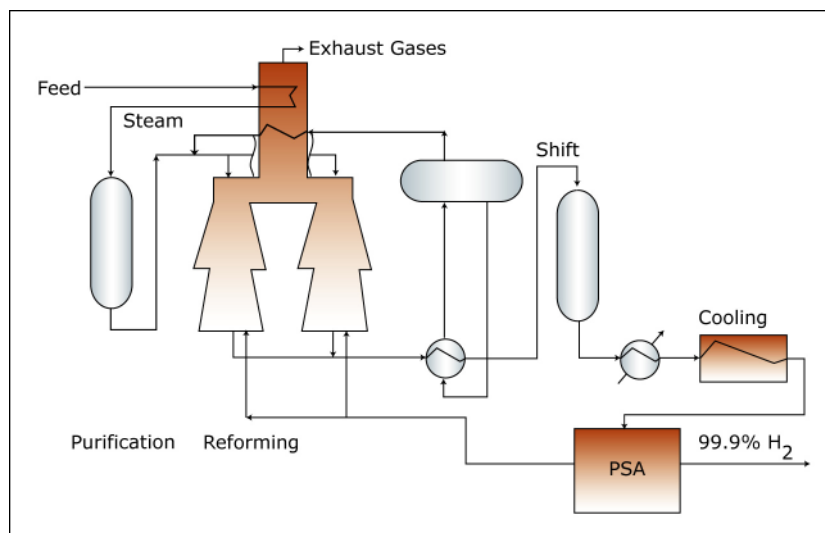 Exhaust Gases
Feed
Steam
Shift
Cooling
Purification
Reforming
PSA
99.9% H2